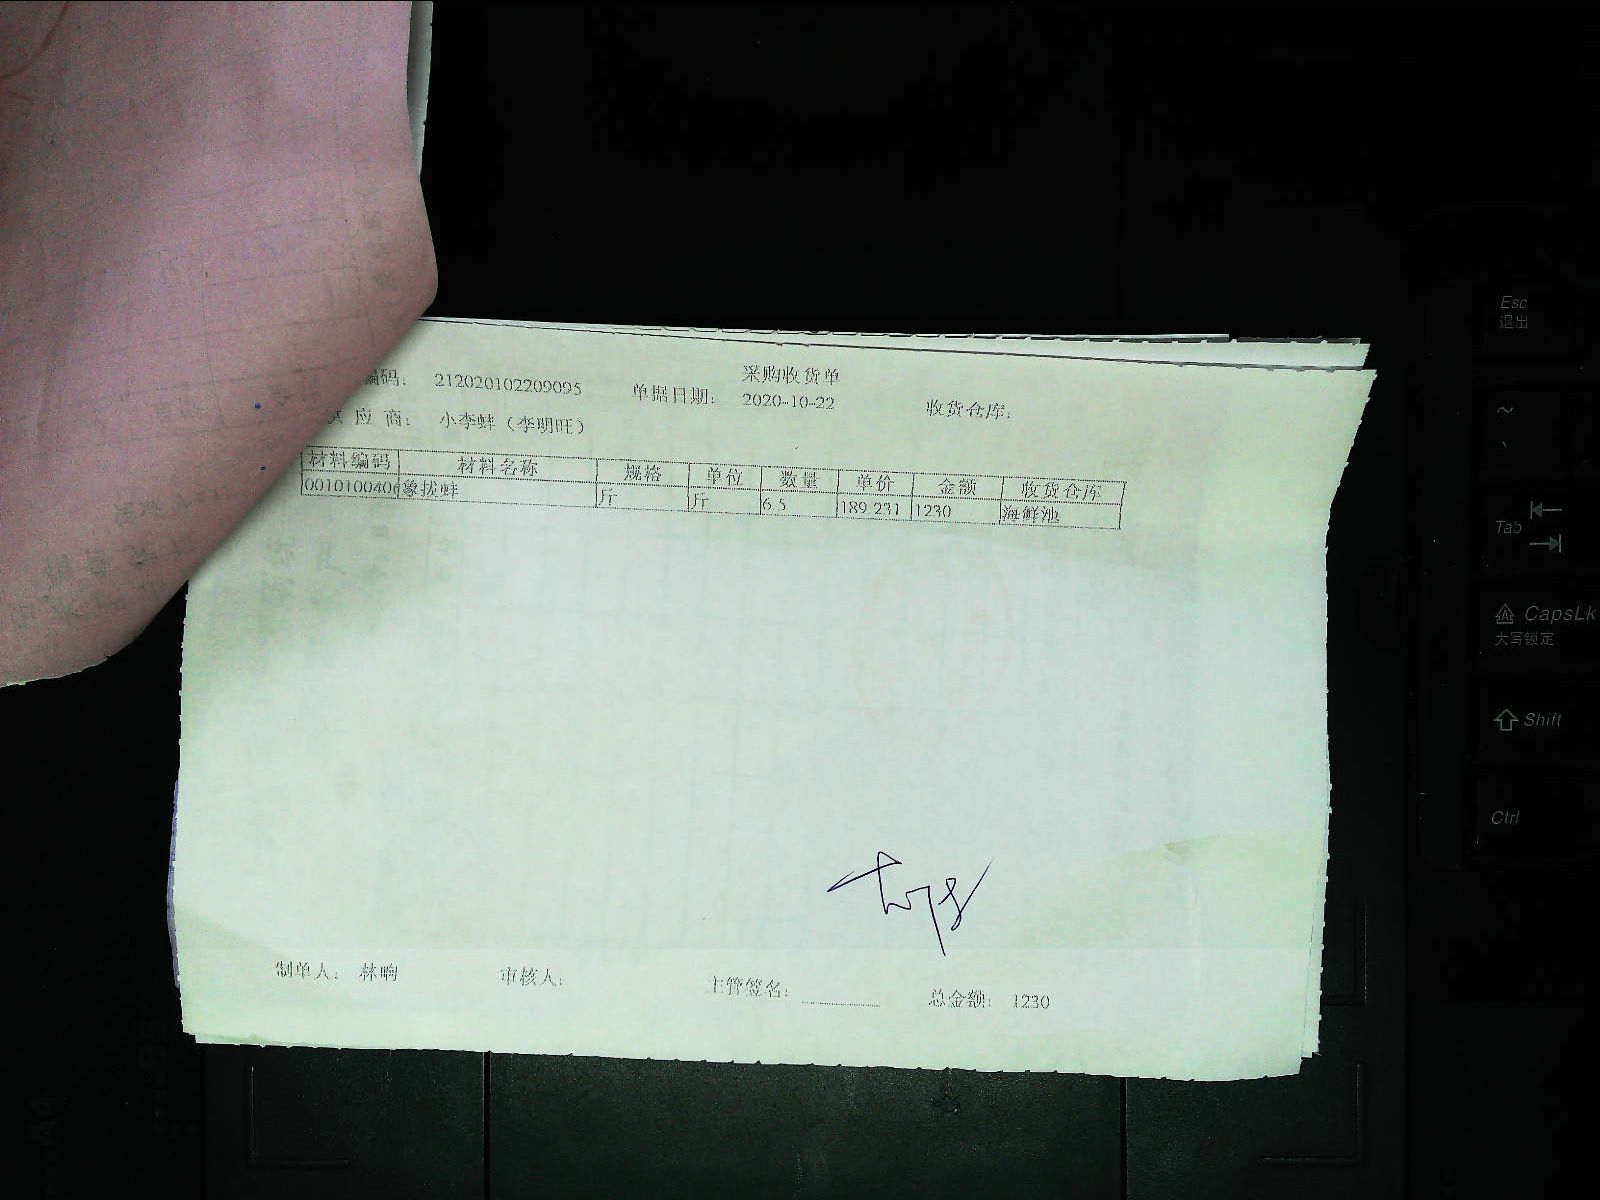 采购收货单
编码： 212020102209095 单据日期： 2020-10-22 收货仓库：
应 商： 小李蚌（李明旺）
材料编码 材料名称 规格 单位 数量 单价 金额 收货仓库
0010100406 象拔蚌 斤 斤 6.5 189.231 1230 海鲜池
制单人： 林响 审核人： 主管签名： 总金额： 1230
Esc
退出
~
Tab
CapsLk
大写锁定
Shift
Ctrl